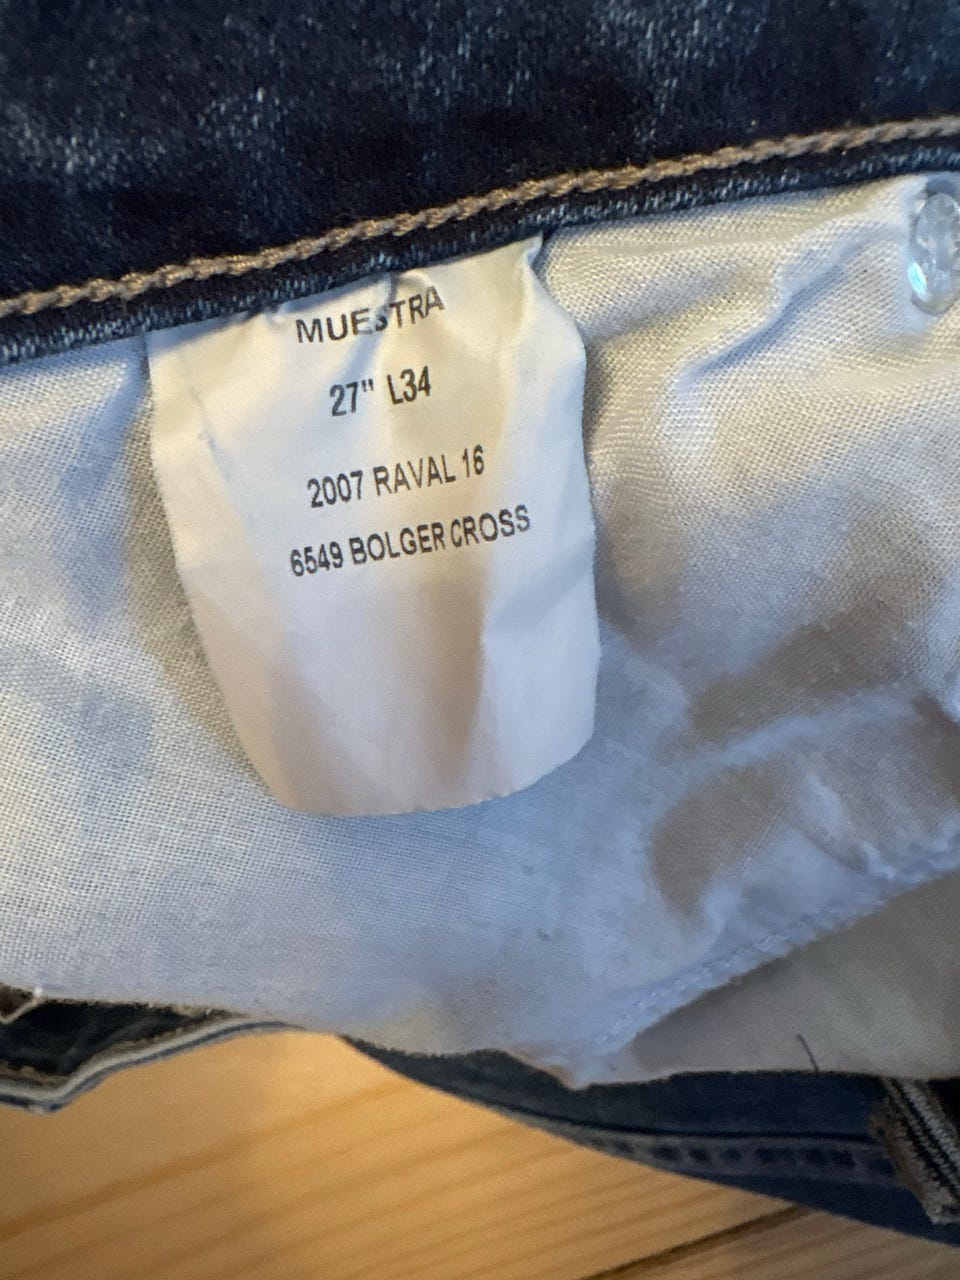 MUESTRA
27" L34
2007 RAVAL 16
6549 BOLGER CROSS